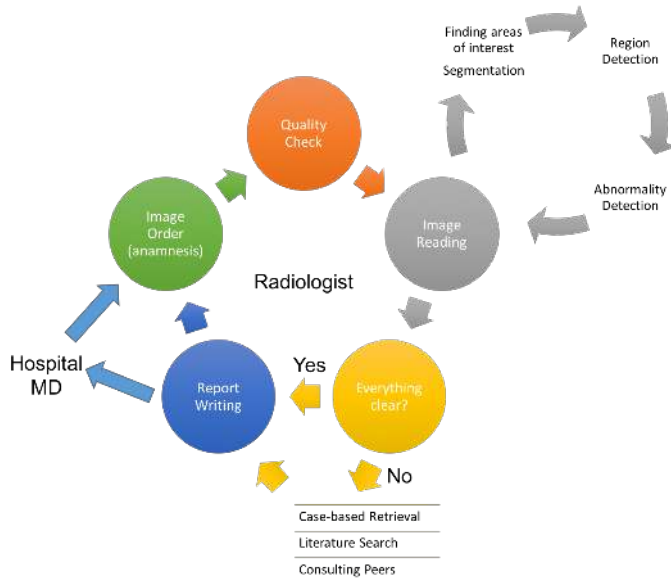 Finding areas
of interest
Segmentation
Region
Detection
Abnormality
Detection
Quality
Check
Image
Order
(anamnesis)
Image
Reading
Radiologist
Hospital
MD
Report
Writing
Yes
Everything
clear?
No
Case-based Retrieval
Literature Search
Consulting Peers